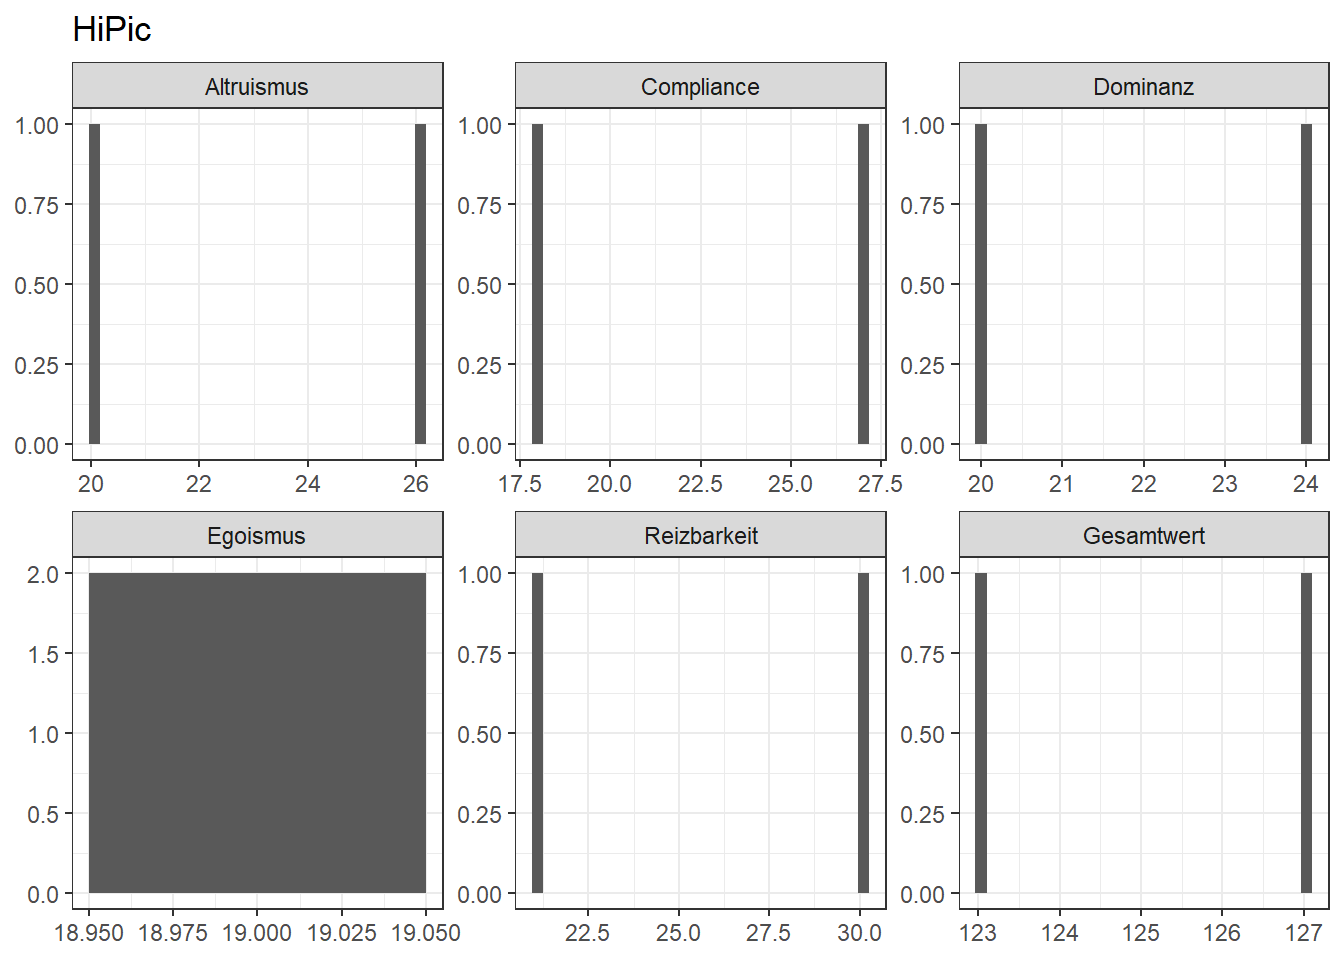 HiPic
Altruismus Compliance Dominanz
1.00 1.00 1.00
0.75 0.75 0.75
0.50 0.50 0.50
0.25 0.25 0.25
0.00 0.00 0.00
20 22 24 26 17.5 20.0 22.5 25.0 27.5 20 21 22 23 24
Egoismus Reizbarkeit Gesamtwert
2.0 1.00 1.00
1.5 0.75 0.75
1.0 0.50 0.50
0.5 0.25 0.25
0.0 0.00 0.00
18.950 18.975 19.000 19.025 19.050 22.5 25.0 27.5 30.0 123 124 125 126 127